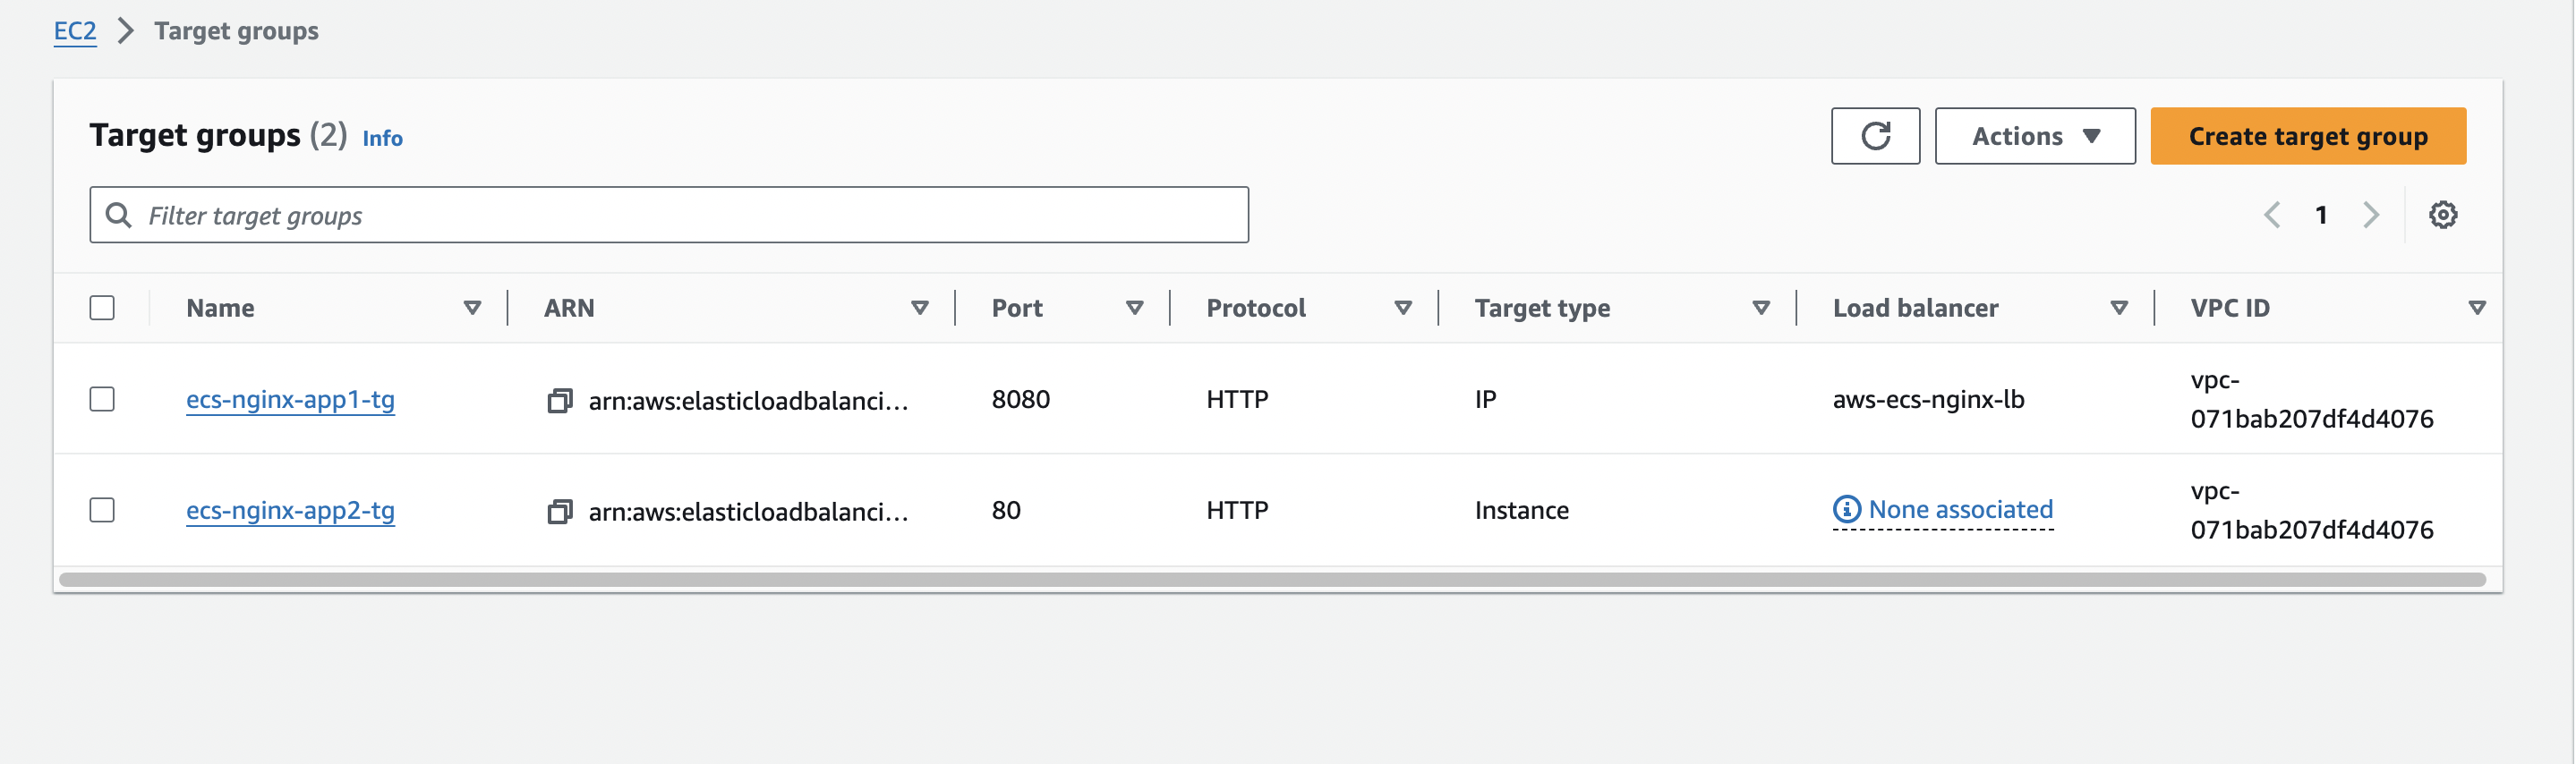 EC2 > Target groups
Target groups (2) Info
Actions
Create target group
Filter target groups
1
Name ARN Port Protocol Target type Load balancer VPC ID
ecs-nginx-app1-tg arn:aws:elasticloadbalanci... 8080 HTTP IP aws-ecs-nginx-lb vpc-
071bab207df4d4076
ecs-nginx-app2-tg arn:aws:elasticloadbalanci... 80 HTTP Instance None associated vpc-
071bab207df4d4076